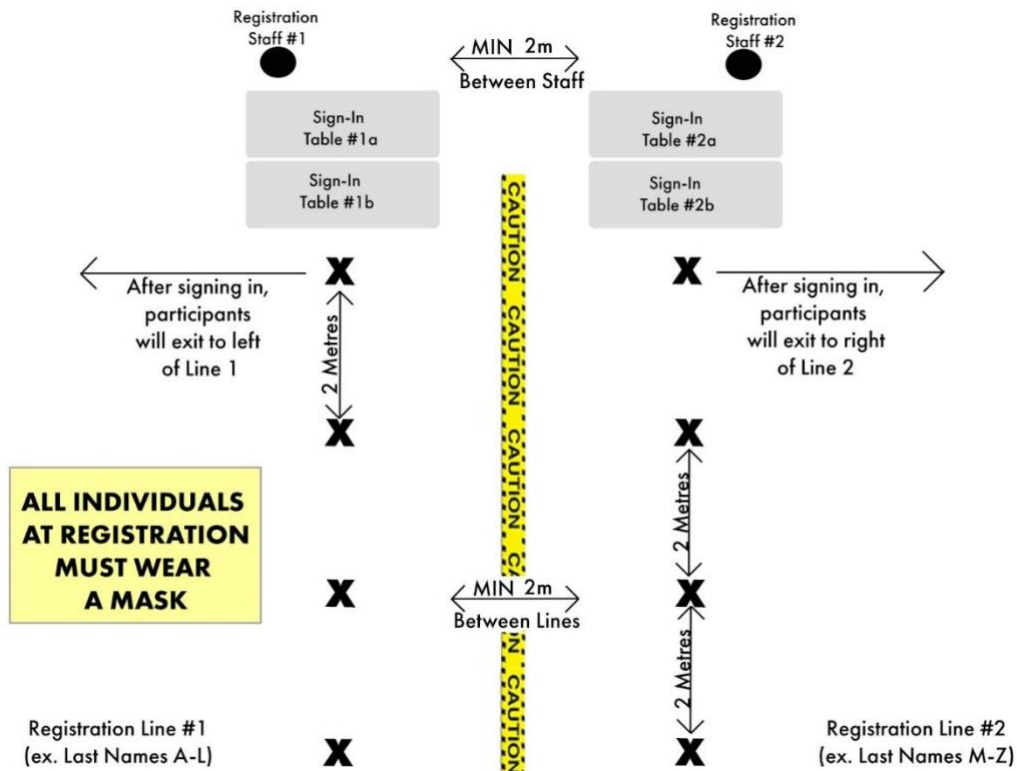 Registration
Staff #1
MIN 2m
Between Staff
Registration
Staff #2
Sign-In
Table #1a
Sign-In
Table #2a
Sign-In
Table #1b
Sign-In
Table #2b
CAUTION
CAUTION
CAUTION
CA
After signing in,
participants
will exit to left
of Line 1
After signing in,
participants
will exit to right
of Line 2
2 Metres
2 Metres
ALL INDIVIDUALS
AT REGISTRATION
MUST WEAR
A MASK
MIN 2m
Between Lines
2 Metres
ON
CAUTION
Registration Line #1
(ex. Last Names A-L)
Registration Line #2
(ex. Last Names M-Z)